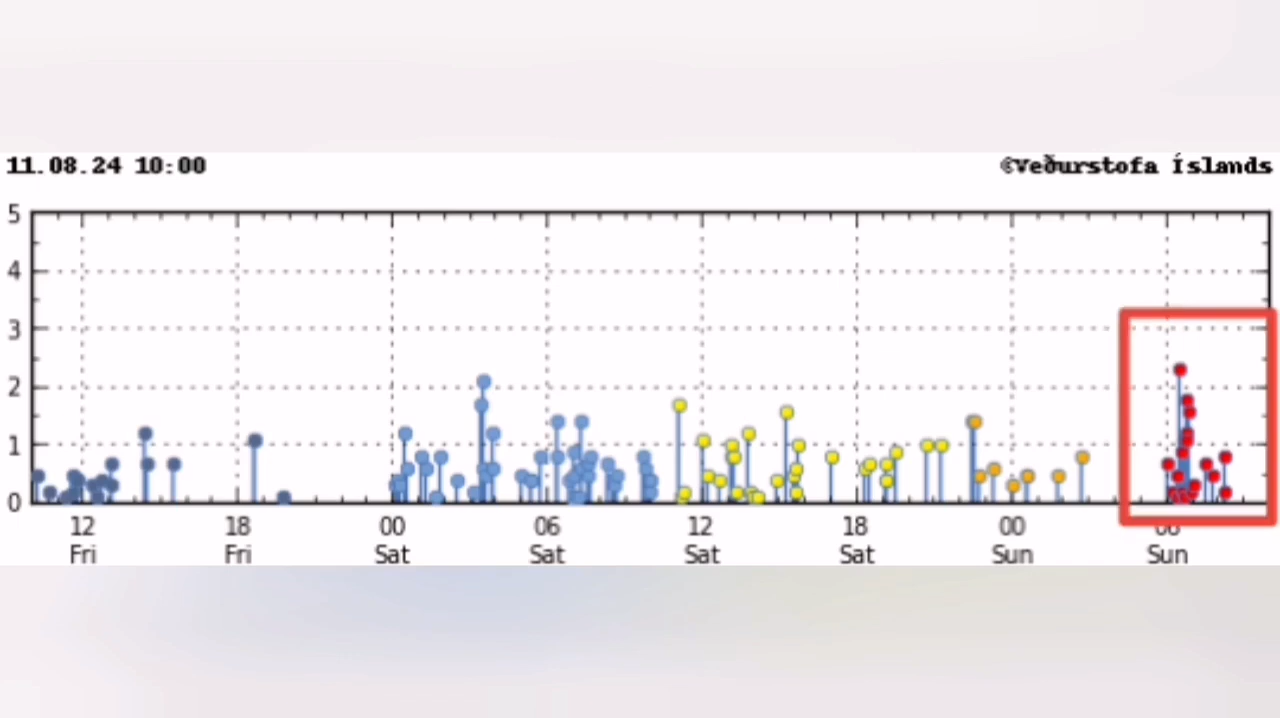 11.08.24 10:00 ©Veðurstofa Íslands
5
4
3
2
1
0
12 18 00 06 12 18 00 06
Fri Fri Sat Sat Sat Sat Sun Sun